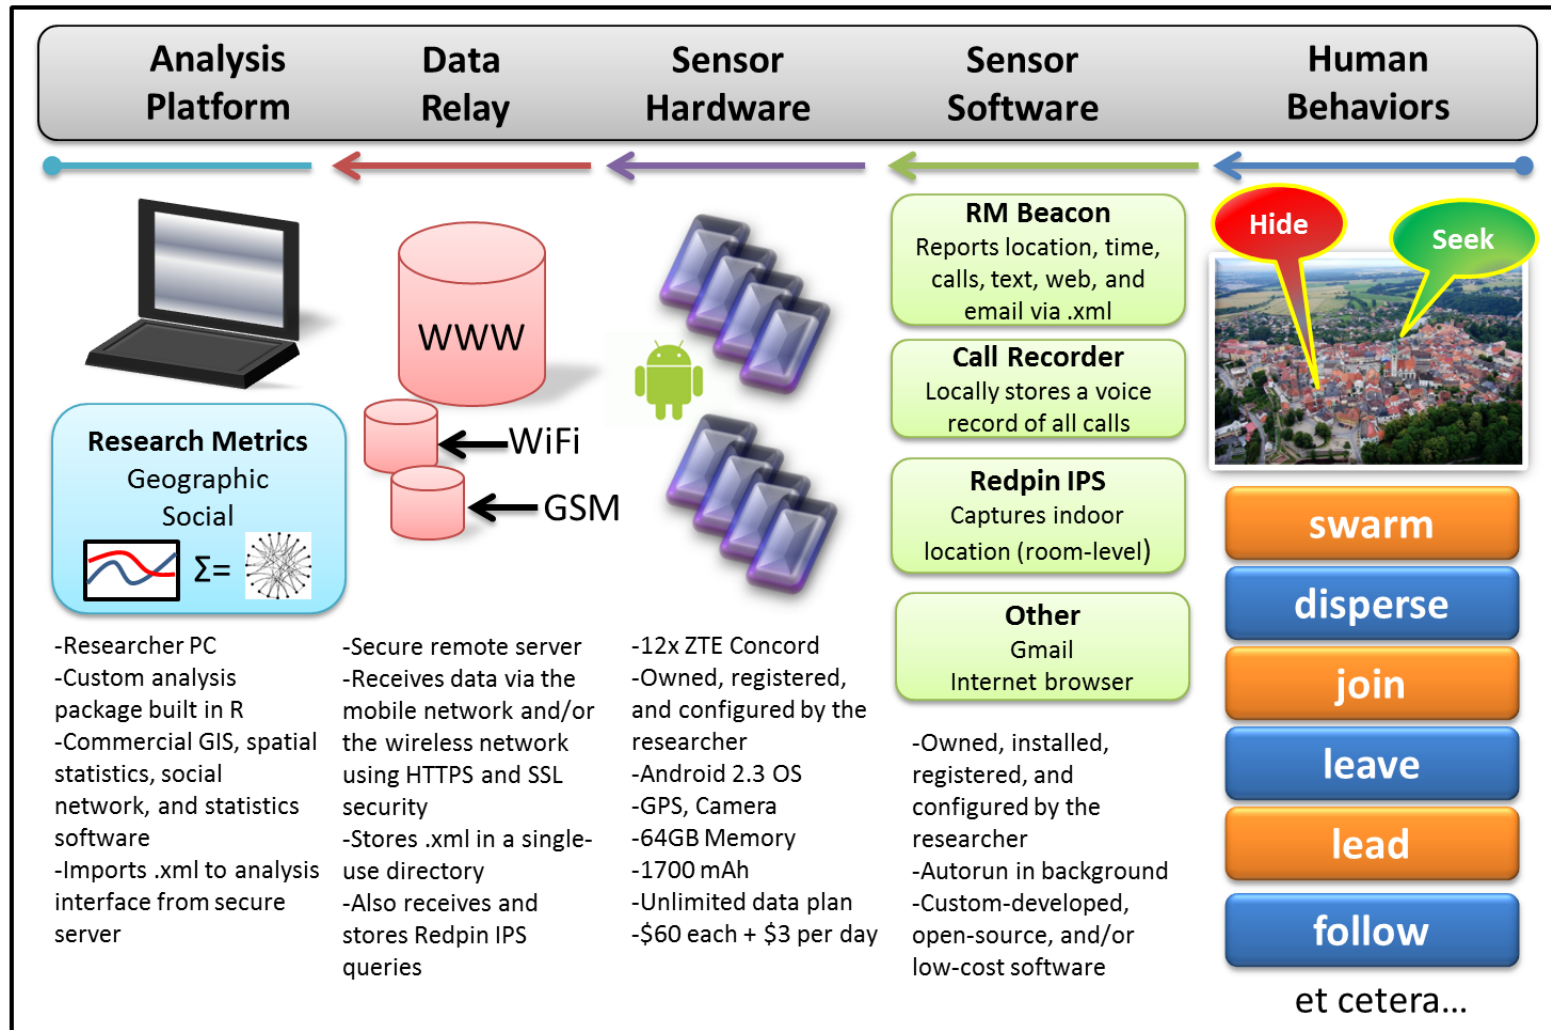 Analysis
Platform
Data
Relay
Sensor
Hardware
Sensor
Software
Human
Behaviors
WWW
WiFi
GSM
Research Metrics
Geographic
Social
Σ=
-Researcher PC
-Custom analysis
package built in R
-Commercial GIS, spatial
statistics, social
network, and statistics
software
-Imports .xml to analysis
interface from secure
server
-Secure remote server
-Receives data via the
mobile network and/or
the wireless network
using HTTPS and SSL
security
-Stores .xml in a single-
use directory
-Also receives and
stores Redpin IPS
queries
-12x ZTE Concord
-Owned, registered,
and configured by the
researcher
-Android 2.3 OS
-GPS, Camera
-64GB Memory
-1700 mAh
-Unlimited data plan
-$60 each + $3 per day
RM Beacon
Reports location, time,
calls, text, web, and
email via .xml
Call Recorder
Locally stores a voice
record of all calls
Redpin IPS
Captures indoor
location (room-level)
Other
Gmail
Internet browser
-Owned, installed,
registered, and
configured by the
researcher
-Autorun in background
-Custom-developed,
open-source, and/or
low-cost software
Hide
Seek
swarm
disperse
join
leave
lead
follow
et cetera...